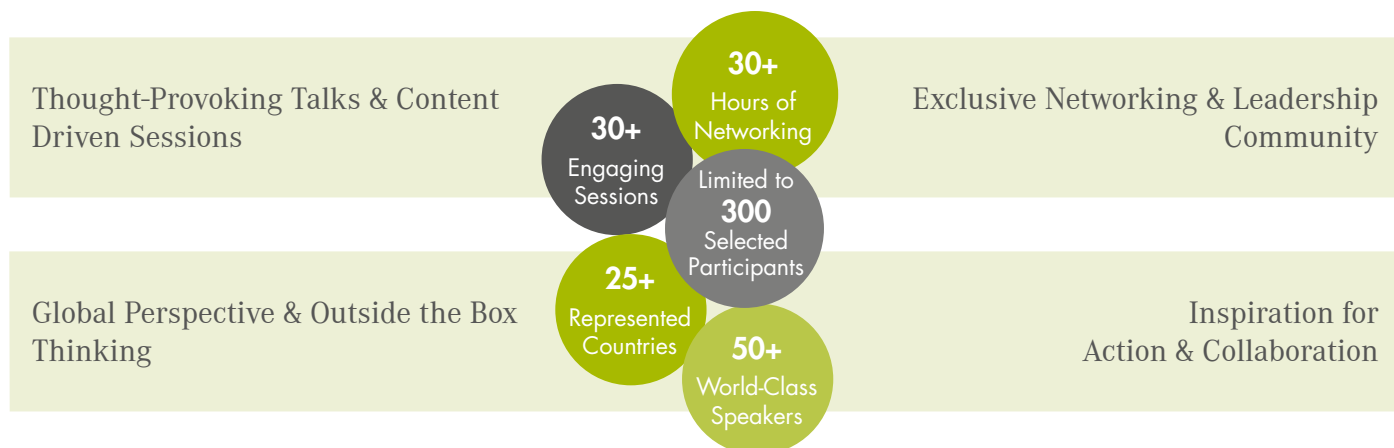 Thought-Provoking Talks & Content
Driven Sessions
30+
Engaging
Sessions
30+
Hours of
Networking
Exclusive Networking & Leadership
Community
Limited to
300
Selected
Participants
Global Perspective & Outside the Box
Thinking
25+
Represented
Countries
50+
World-Class
Speakers
Inspiration for
Action & Collaboration